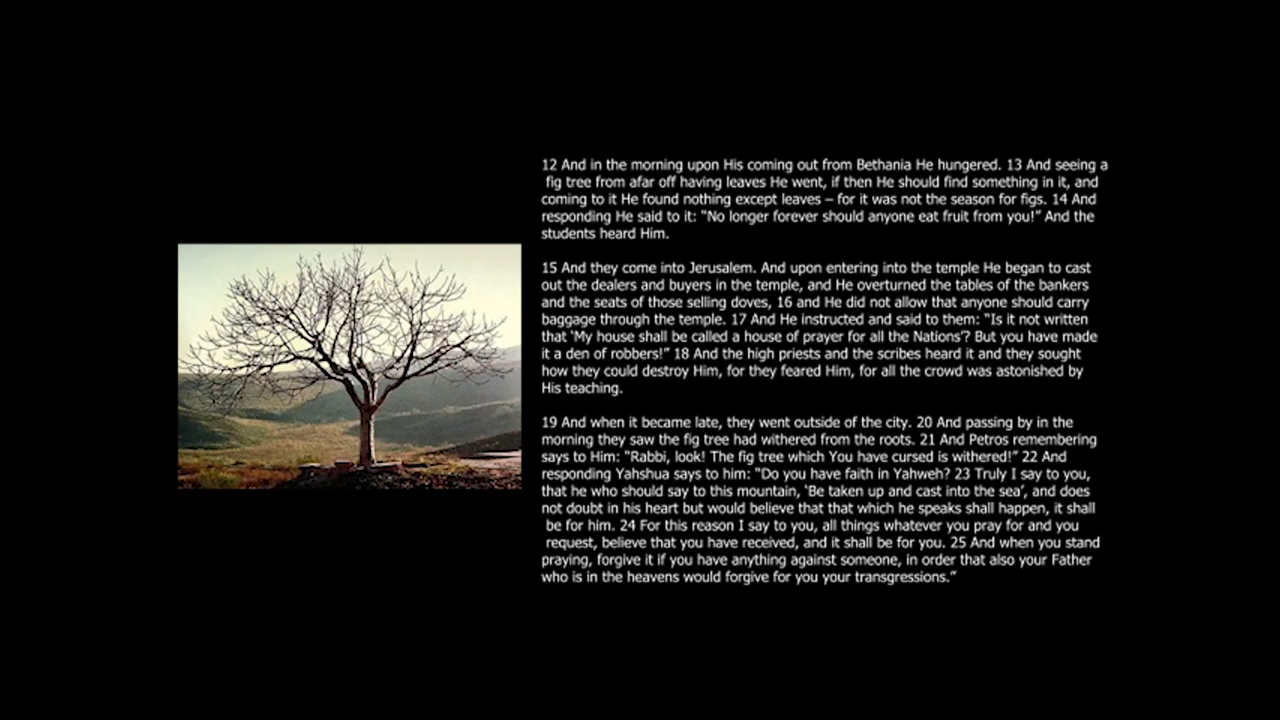 12 And in the morning upon His coming out from Bethania He hungered. 13 And seeing a
fig tree from afar off having leaves He went, if then He should find something in it, and
coming to it He found nothing except leaves – for it was not the season for figs. 14 And
responding He said to it: “No longer forever should anyone eat fruit from you!” And the
students heard Him.
15 And they come into Jerusalem. And upon entering into the temple He began to cast
out the dealers and buyers in the temple, and He overturned the tables of the bankers
and the seats of those selling doves, 16 and He did not allow that anyone should carry
baggage through the temple. 17 And He instructed and said to them: “Is it not written
that ‘My house shall be called a house of prayer for all the Nations’? But you have made
it a den of robbers!” 18 And the high priests and the scribes heard it and they sought
how they could destroy Him, for they feared Him, for all the crowd was astonished by
His teaching.
19 And when it became late, they went outside of the city. 20 And passing by in the
morning they saw the fig tree had withered from the roots. 21 And Petros remembering
says to Him: “Rabbi, look! The fig tree which You have cursed is withered!” 22 And
responding Yahshua says to him: “Do you have faith in Yahweh? 23 Truly I say to you,
that he who should say to this mountain, ‘Be taken up and cast into the sea’, and does
not doubt in his heart but would believe that that which he speaks shall happen, it shall
be for him. 24 For this reason I say to you, all things whatever you pray for and you
request, believe that you have received, and it shall be for you. 25 And when you stand
praying, forgive it if you have anything against someone, in order that also your Father
who is in the heavens would forgive for you your transgressions.”